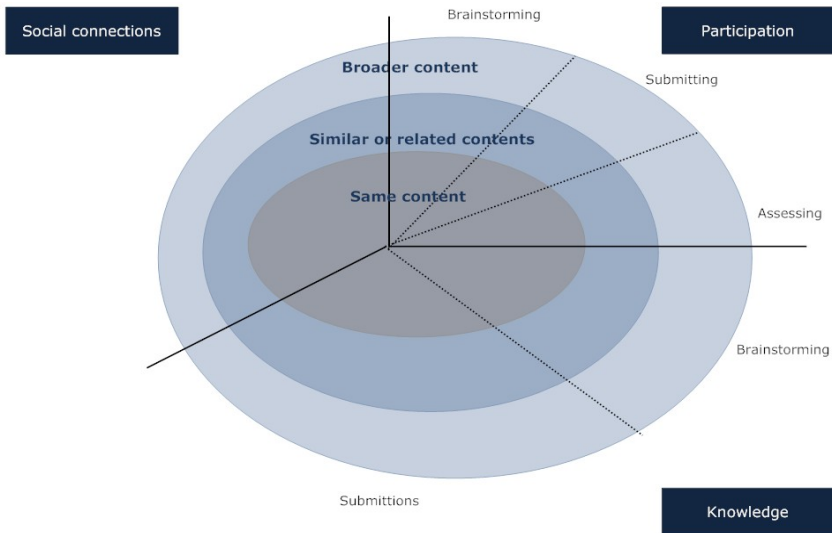 Brainstorming
Social connections
Participation
Broader content
Submitting
Similar or related contents
Same content
Assessing
Brainstorming
Submittions
Knowledge